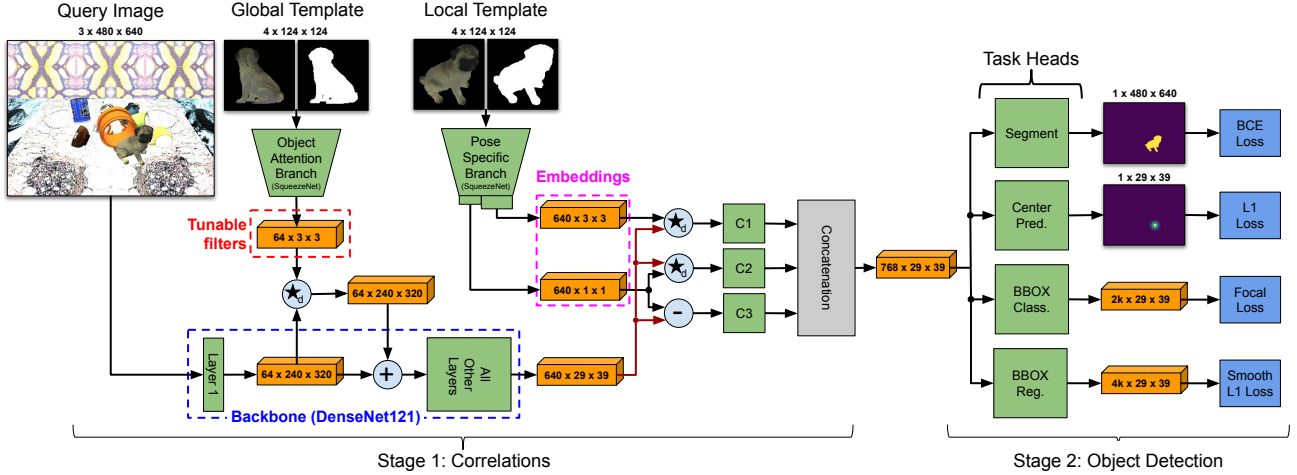 Query Image
3 x 480 x 640
Global Template
4 x 124 x 124
Local Template
4 x 124 x 124
Object
Attention
Branch
(SqueezeNet)
Pose
Specific
Branch
(SqueezeNet)
Tunable
filters
64 x 3 x 3
d
64 x 240 x 320
Layer 1
64 x 240 x 320
+
All
Other
Layers
Backbone (DenseNet121)
640 x 29 x 39
Embeddings
640 x 3 x 3
640 x 1 x 1
d
d
-
C1
C2
C3
Concatenation
768 x 29 x 39
Task Heads
Segment
1 x 480 x 640
BCE
Loss
Center
Pred.
1 x 29 x 39
L1
Loss
BBOX
Class.
2k x 29 x 39
Focal
Loss
BBOX
Reg.
4k x 29 x 39
Smooth
L1 Loss
Stage 1: Correlations
Stage 2: Object Detection